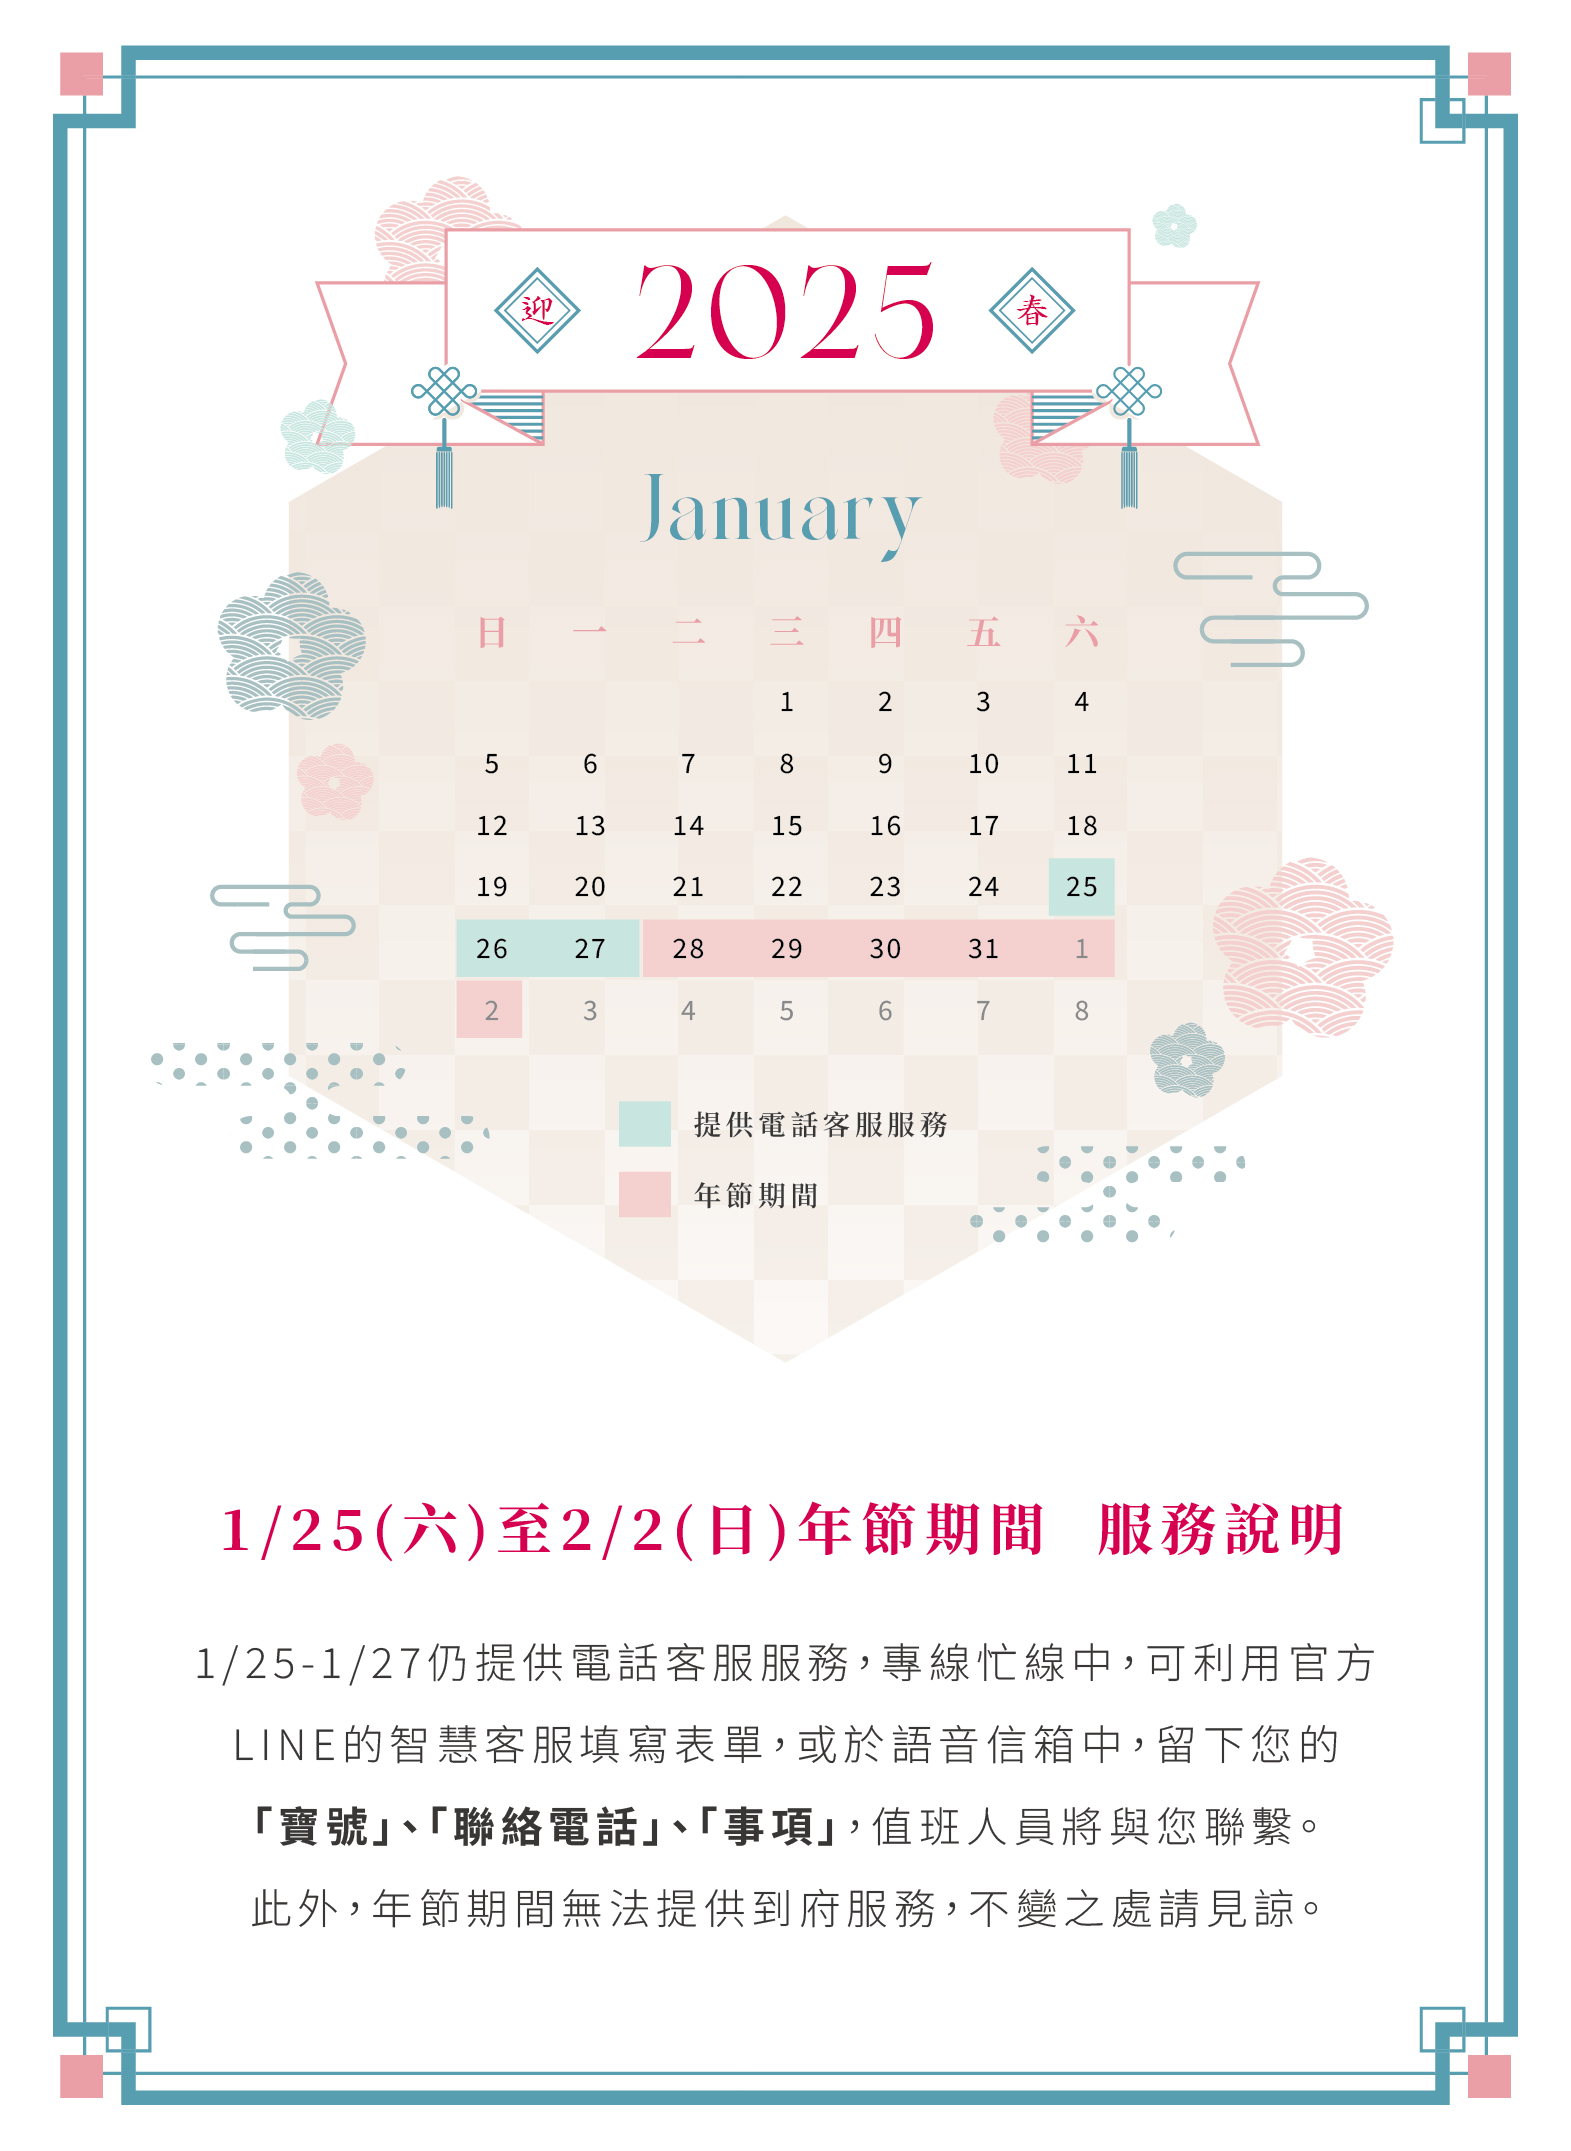 迎 2025 春
January
日 一 二 三 四 五 六
1 2 3 4
5 6 7 8 9 10 11
12 13 14 15 16 17 18
19 20 21 22 23 24 25
26 27 28 29 30 31 1
2 3 4 5 6 7 8
提供電話客服服務
年節期間
1/25(六)至2/2(日)年節期間 服務說明
1/25-1/27仍提供電話客服服務，專線忙線中，可利用官方
LINE的智慧客服填寫表單，或於語音信箱中，留下您的
「寶號」、「聯絡電話」、「事項」，值班人員將與您聯繫。
此外，年節期間無法提供到府服務，不變之處請見諒。